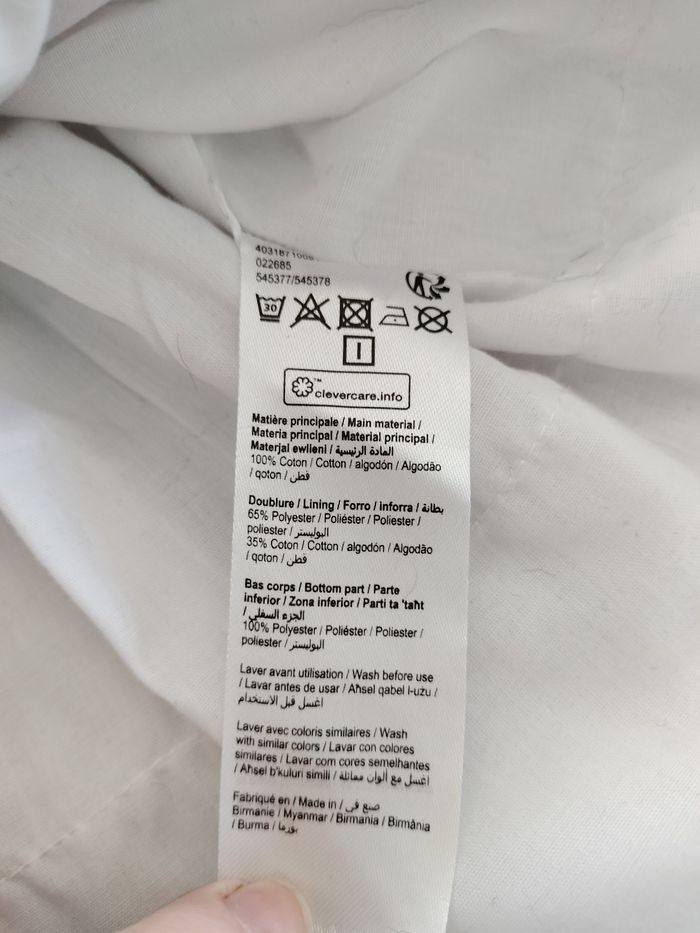 022685
545377/545378
30
I
™
clevercare.info
Matière principale / Main material /
Materia principal / Material principal /
Materjal ewlieni / المادة الرئيسية
100% Coton / Cotton / algodón / Algodão
/ qoton / قطن
Doublure / Lining / Forro / inforra / بطانة
65% Polyester / Poliéster / Poliester /
poliester / البوليستر
35% Coton / Cotton / algodón / Algodão
/ qoton / قطن
Bas corps / Bottom part / Parte
inferior / Zona inferior / Parti ta 'taħt
/ الجزء السفلي
100% Polyester / Poliéster / Poliester /
poliester / البوليستر
Laver avant utilisation / Wash before use
/ Lavar antes de usar / Aħsel qabel l-użu /
اغسل قبل الاستخدام
Laver avec coloris similaires / Wash
with similar colors / Lavar con colores
similares / Lavar com cores semelhantes
/ Aħsel b'kuluri simili / اغسل مع ألوان مماثلة
Fabriqué en / Made in / صنع في
Birmanie / Myanmar / Birmania / Birmânia
/ Burma / بورما